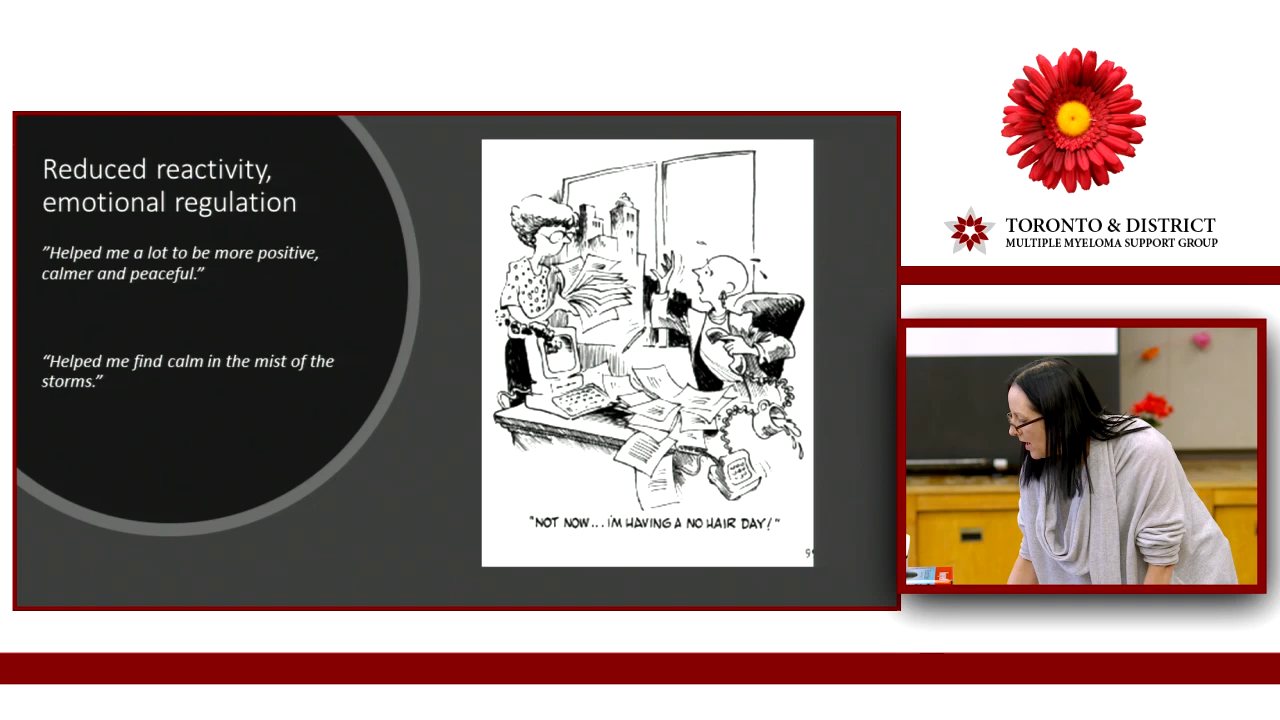 Reduced reactivity,
emotional regulation
”Helped me a lot to be more positive,
calmer and peaceful.”
“Helped me find calm in the mist of the
storms.”
"NOT NOW... I'M HAVING A NO HAIR DAY!"
TORONTO & DISTRICT
MULTIPLE MYELOMA SUPPORT GROUP